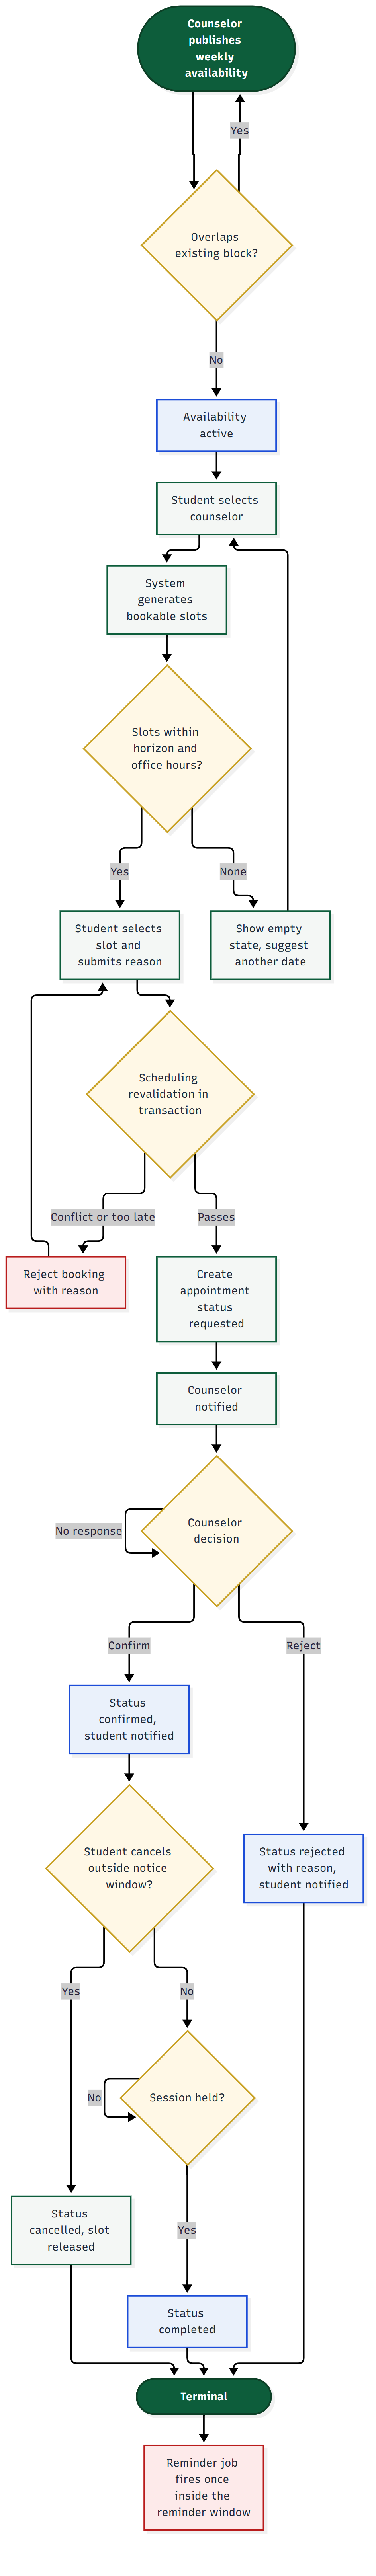 Counselor
publishes
weekly
availability
Yes
Overlaps
existing block?
No
Availability
active
Student selects
counselor
System
generates
bookable slots
Slots within
horizon and
office hours?
Yes
None
Student selects
slot and
submits reason
Show empty
state, suggest
another date
Scheduling
revalidation in
transaction
Conflict or too late
Passes
Reject booking
with reason
Create
appointment
status
requested
Counselor
notified
Counselor
decision
No response
Confirm
Reject
Status
confirmed,
student notified
Student cancels
outside notice
window?
Status rejected
with reason,
student notified
Yes
No
Session held?
No
Status
cancelled, slot
released
Yes
Status
completed
Terminal
Reminder job
fires once
inside the
reminder window